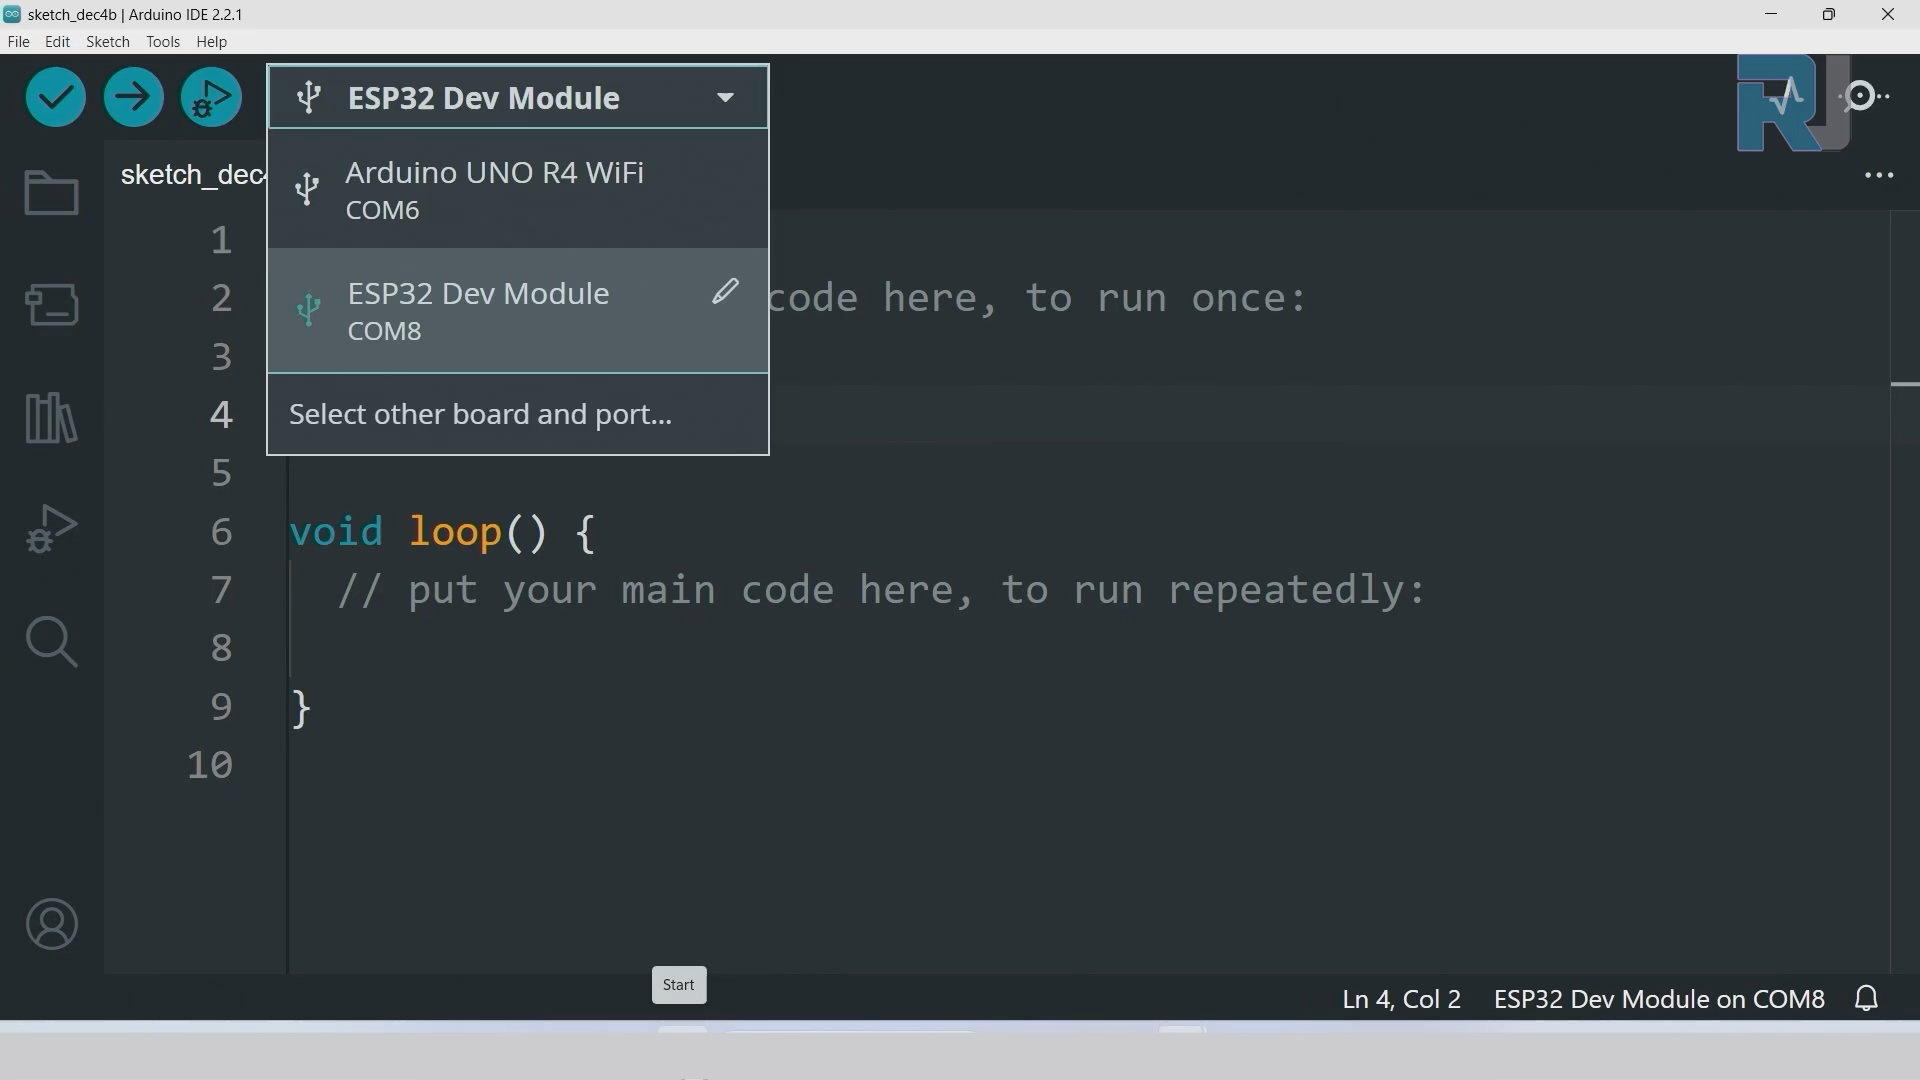 sketch_dec4b | Arduino IDE 2.2.1
File Edit Sketch Tools Help
ESP32 Dev Module
RJ
Arduino UNO R4 WiFi
COM6
ESP32 Dev Module
COM8
Select other board and port...
sketch_dec4
1
2 code here, to run once:
3
4
5
6 void loop() {
7 // put your main code here, to run repeatedly:
8
9 }
10
Start
Ln 4, Col 2 ESP32 Dev Module on COM8